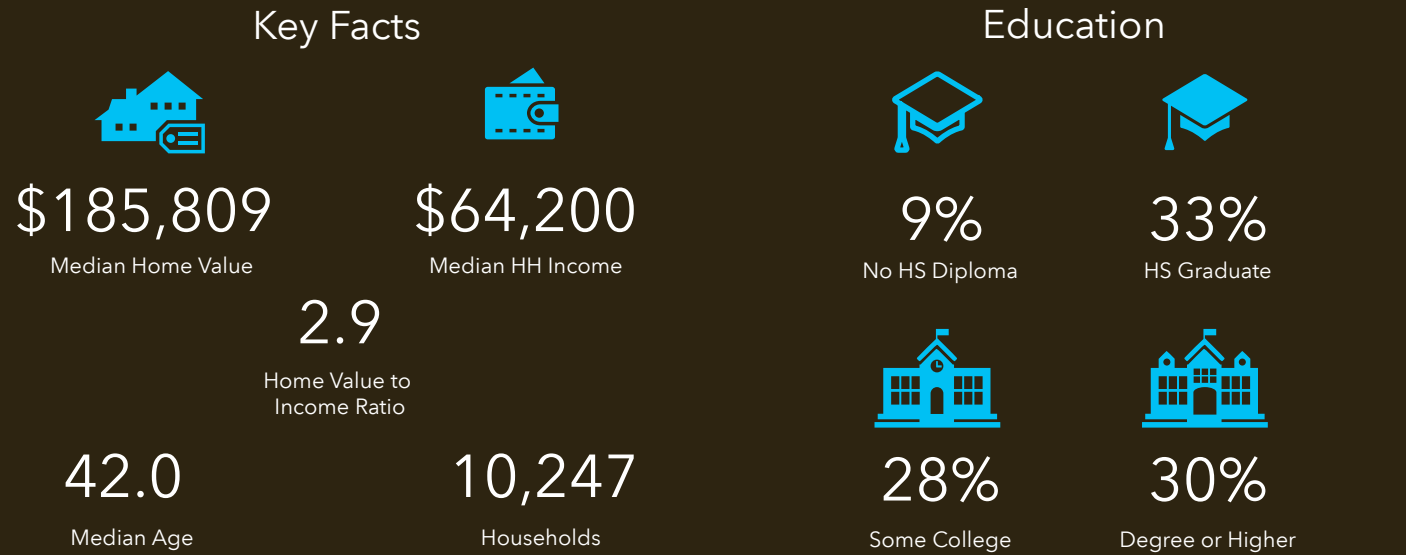 Key Facts
$185,809
Median Home Value
$64,200
Median HH Income
2.9
Home Value to
Income Ratio
42.0
Median Age
10,247
Households
Education
9%
No HS Diploma
33%
HS Graduate
28%
Some College
30%
Degree or Higher